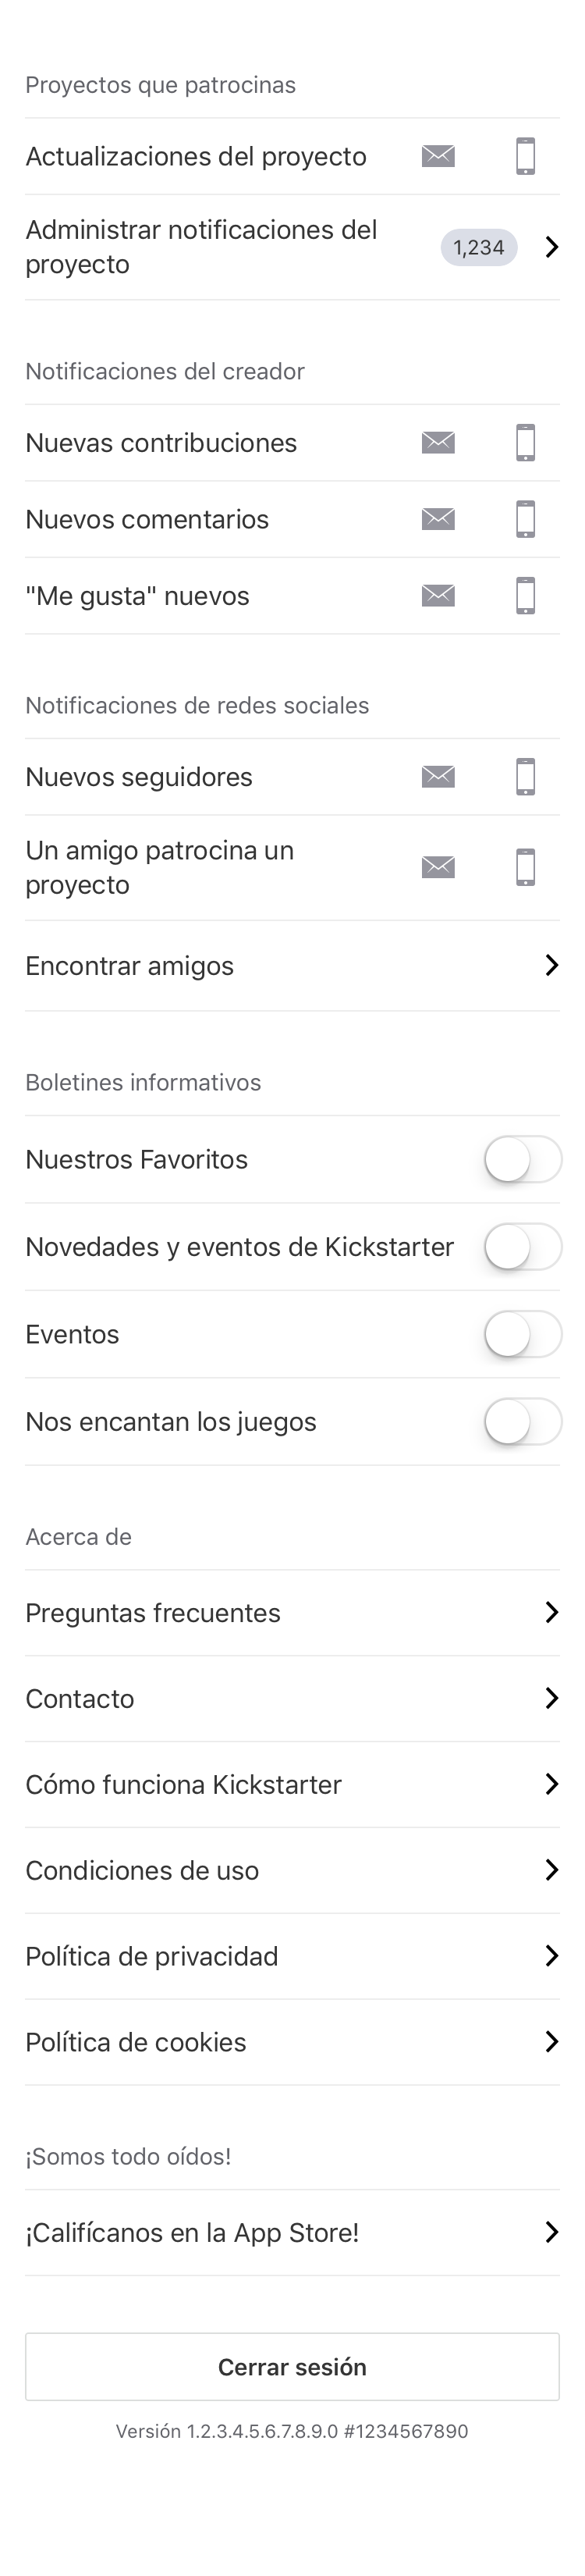 Proyectos que patrocinas
Actualizaciones del proyecto
Administrar notificaciones del
proyecto
1,234
Notificaciones del creador
Nuevas contribuciones
Nuevos comentarios
"Me gusta" nuevos
Notificaciones de redes sociales
Nuevos seguidores
Un amigo patrocina un
proyecto
Encontrar amigos
Boletines informativos
Nuestros Favoritos
Novedades y eventos de Kickstarter
Eventos
Nos encantan los juegos
Acerca de
Preguntas frecuentes
Contacto
Cómo funciona Kickstarter
Condiciones de uso
Política de privacidad
Política de cookies
¡Somos todo oídos!
¡Califícanos en la App Store!
Cerrar sesión
Versión 1.2.3.4.5.6.7.8.9.0 #1234567890